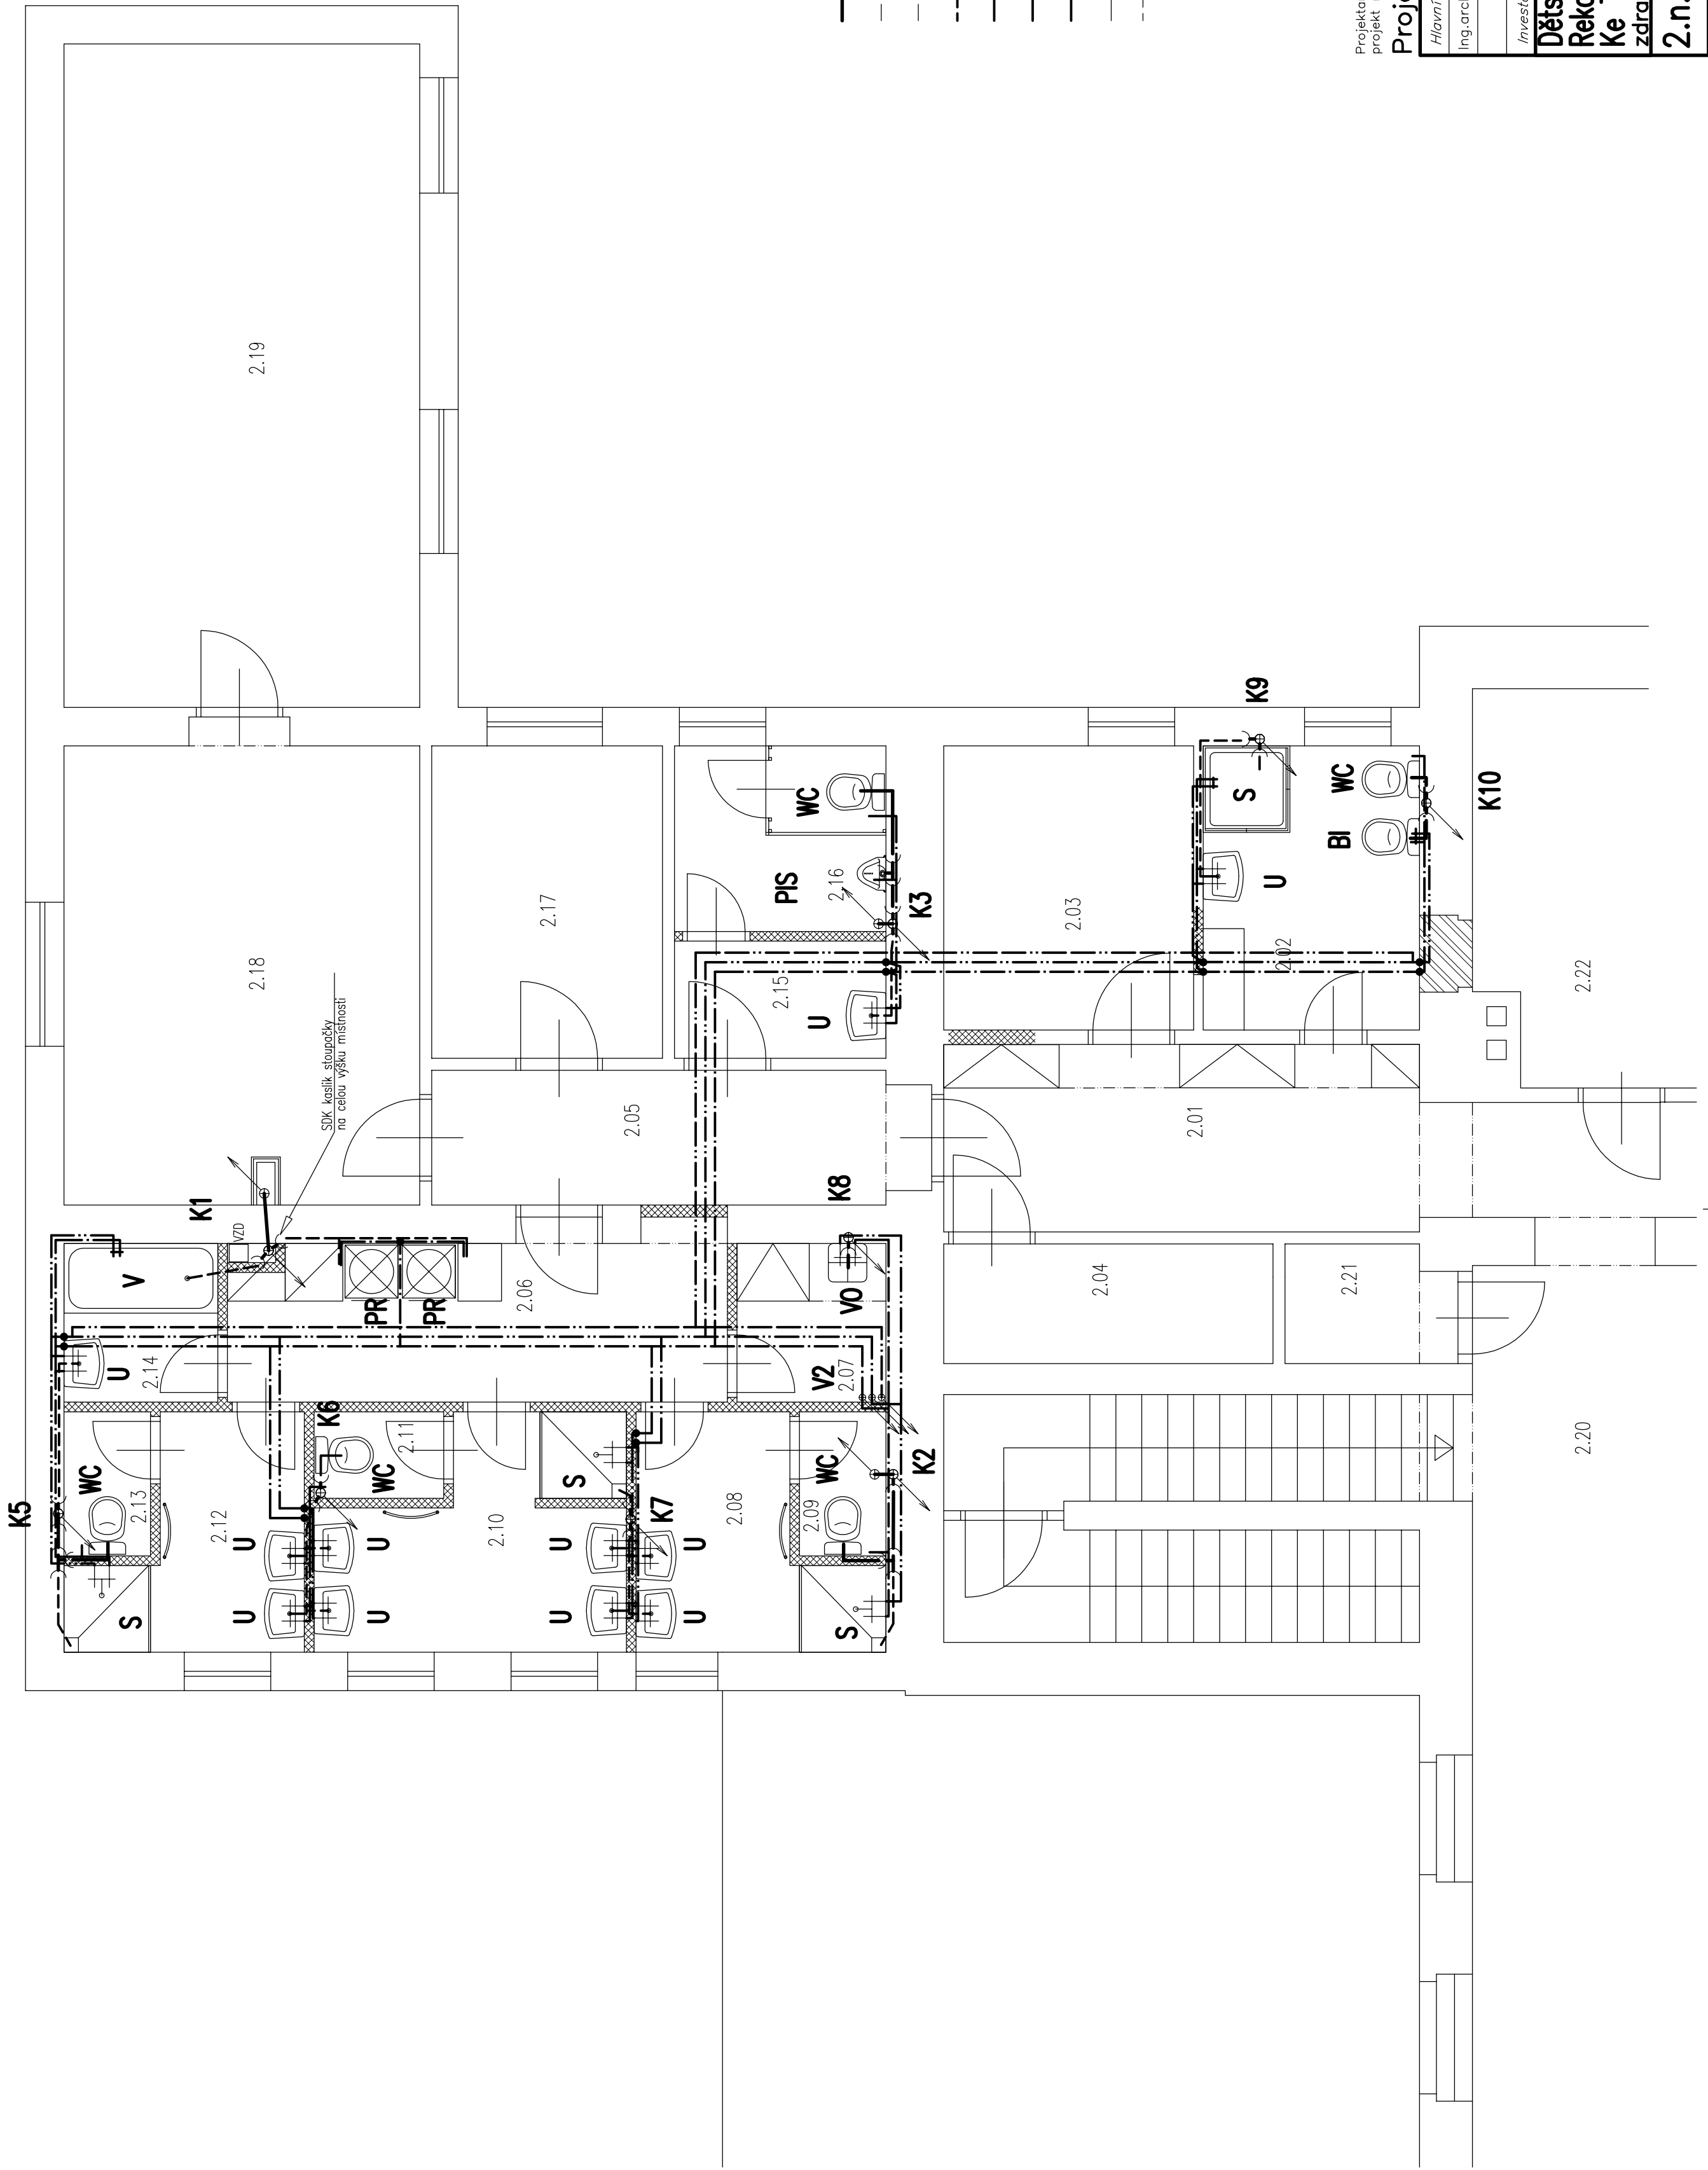 2.19
2.18
2.17
SDK kaslík stoupačky
na celou výšku místnosti
K1
VZD
V
K5
U
2.14
WC
2.13
S
2.12
U
U
U
U
K6
WC
2.11
2.10
S
PR
PR
2.06
2.05
U
U
U
U
K7
2.08
WC
2.09
S
K2
V2
2.07
VO
K8
WC
PIS
2.16
K3
2.15
U
2.03
2.02
S
K9
WC
BI
U
K10
2.01
2.04
2.21
2.22
2.20
Projekta
projekt
Proje
Hlavní
Ing.arch
Investo
Děts
Reko
Ke
zdra
2.n.